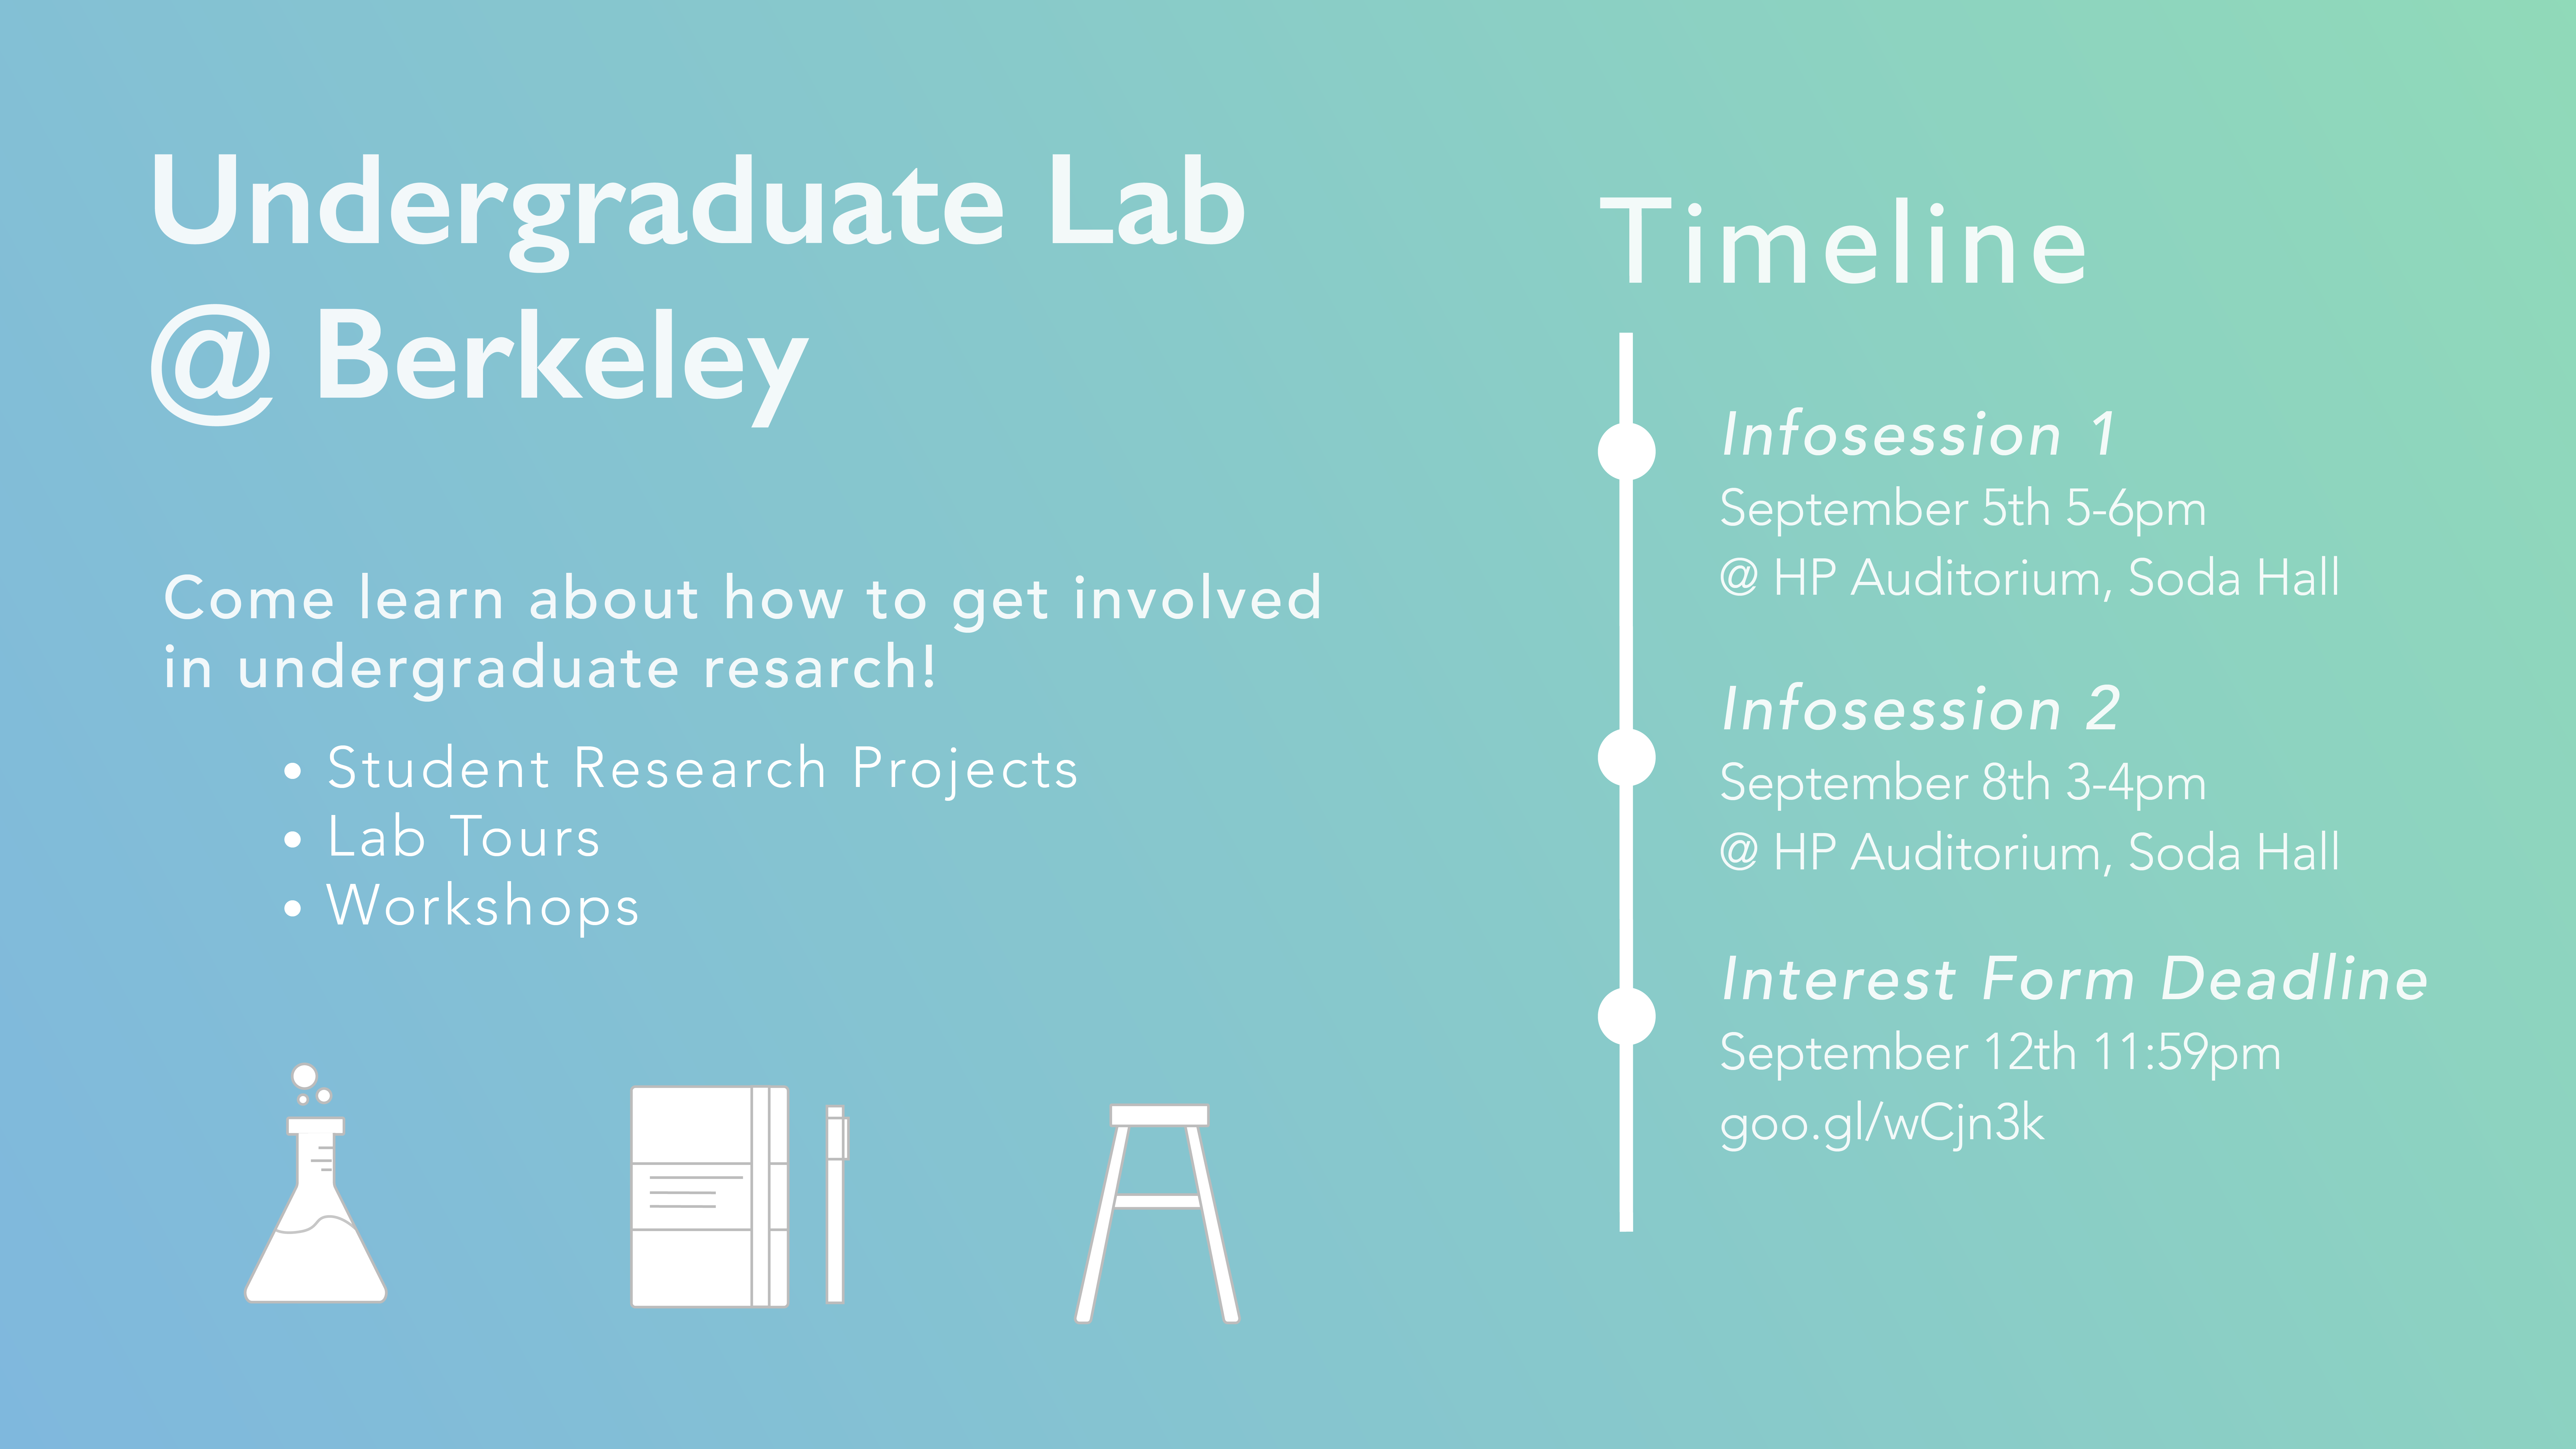 Undergraduate Lab
@ Berkeley
Come learn about how to get involved
in undergraduate resarch!
• Student Research Projects
• Lab Tours
• Workshops
Timeline
Infosession 1
September 5th 5-6pm
@ HP Auditorium, Soda Hall
Infosession 2
September 8th 3-4pm
@ HP Auditorium, Soda Hall
Interest Form Deadline
September 12th 11:59pm
goo.gl/wCjn3k